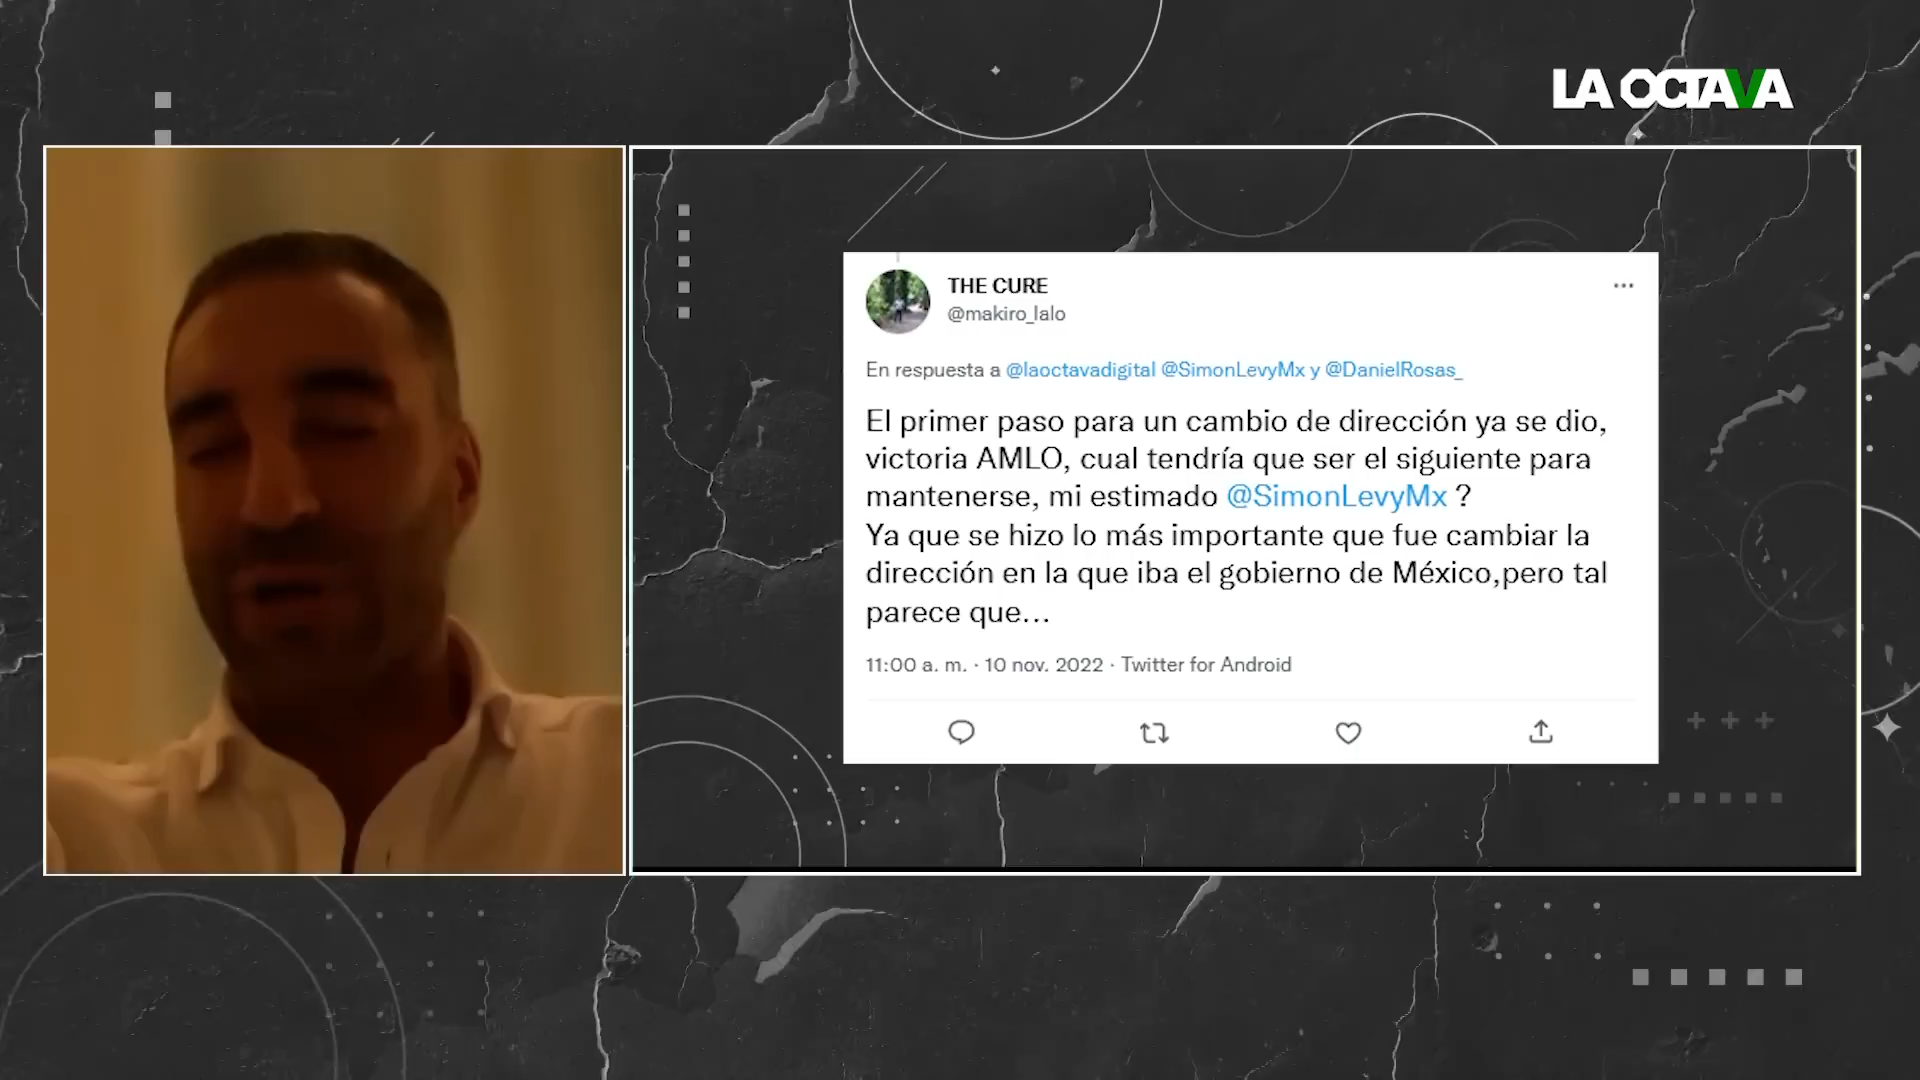 LA OCTAVA
THE CURE
@makiro_lalo
En respuesta a @laoctavadigital @SimonLevyMx y @DanielRosas_
El primer paso para un cambio de dirección ya se dio,
victoria AMLO, cual tendría que ser el siguiente para
mantenerse, mi estimado @SimonLevyMx ?
Ya que se hizo lo más importante que fue cambiar la
dirección en la que iba el gobierno de México,pero tal
parece que...
11:00 a. m. · 10 nov. 2022 · Twitter for Android